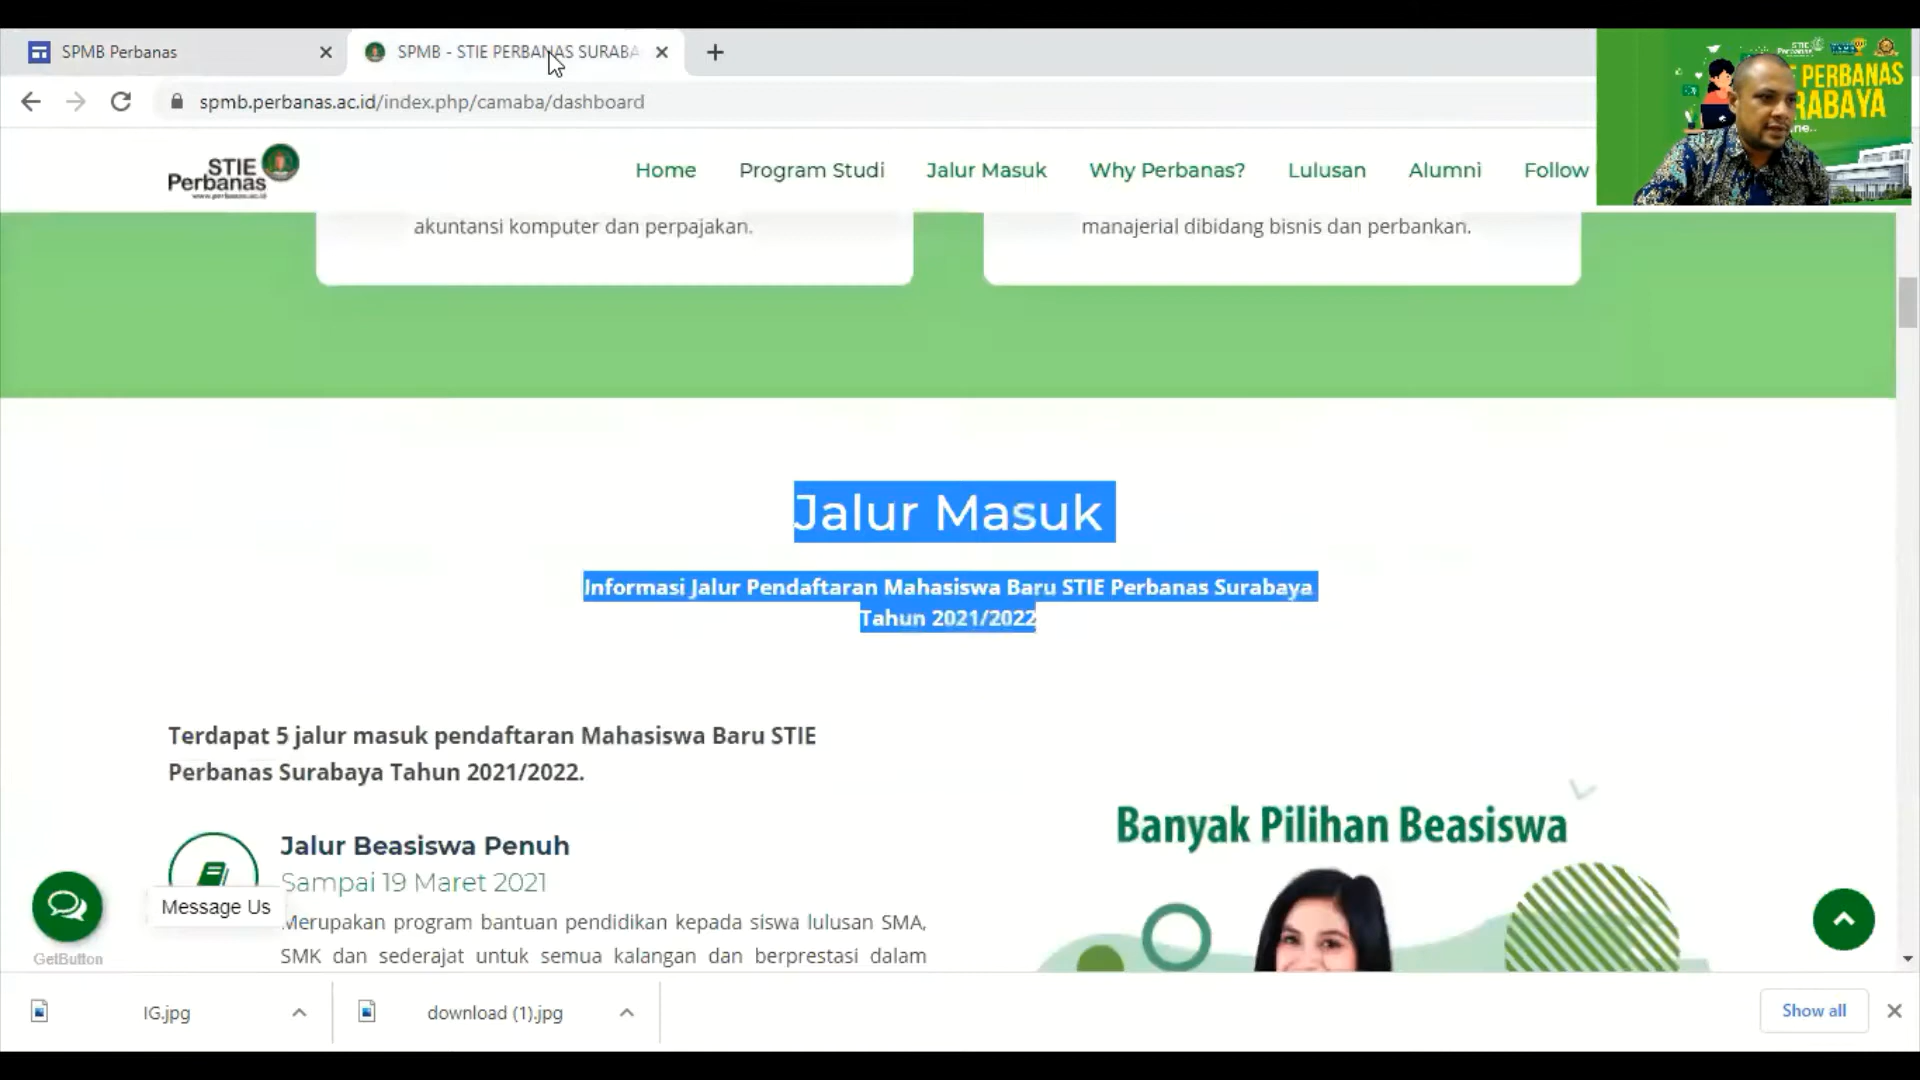 SPMB Perbanas
SPMB - STIE PERBANAS SURABA
spmb.perbanas.ac.id/index.php/camaba/dashboard
STIE
Perbanas
www.perbanas.ac.id
Home
Program Studi
Jalur Masuk
Why Perbanas?
Lulusan
Alumni
Follow
PERBANAS
RABAYA
akuntansi komputer dan perpajakan.
manajerial dibidang bisnis dan perbankan.
Jalur Masuk
Informasi Jalur Pendaftaran Mahasiswa Baru STIE Perbanas Surabaya
Tahun 2021/2022
Terdapat 5 jalur masuk pendaftaran Mahasiswa Baru STIE
Perbanas Surabaya Tahun 2021/2022.
Jalur Beasiswa Penuh
Sampai 19 Maret 2021
Merupakan program bantuan pendidikan kepada siswa lulusan SMA,
SMK dan sederajat untuk semua kalangan dan berprestasi dalam
Banyak Pilihan Beasiswa
Message Us
GetButton
IG.jpg
download (1).jpg
Show all